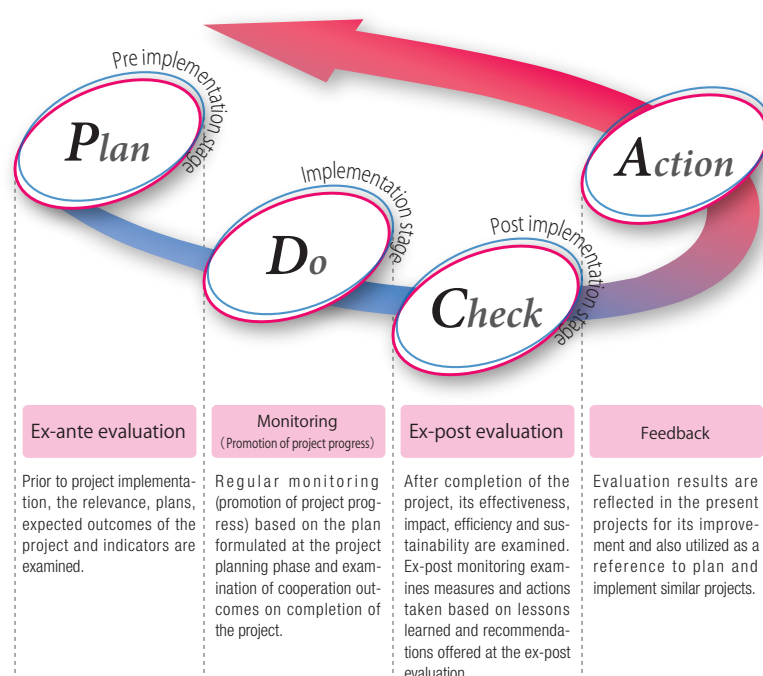 Pre implementation stage
Plan
Implementation stage
Do
Post implementation stage
Check
Action
Ex-ante evaluation
Prior to project implementa-
tion, the relevance, plans,
expected outcomes of the
project and indicators are
examined.
Monitoring
(Promotion of project progress)
Regular monitoring
(promotion of project prog-
ress) based on the plan
formulated at the project
planning phase and exam-
ination of cooperation out-
comes on completion of
the project.
Ex-post evaluation
After completion of the
project, its effectiveness,
impact, efficiency and sus-
tainability are examined.
Ex-post monitoring exam-
ines measures and actions
taken based on lessons
learned and recommenda-
tions offered at the ex-post
evaluation
Feedback
Evaluation results are
reflected in the present
projects for its improve-
ment and also utilized as a
reference to plan and
implement similar projects.